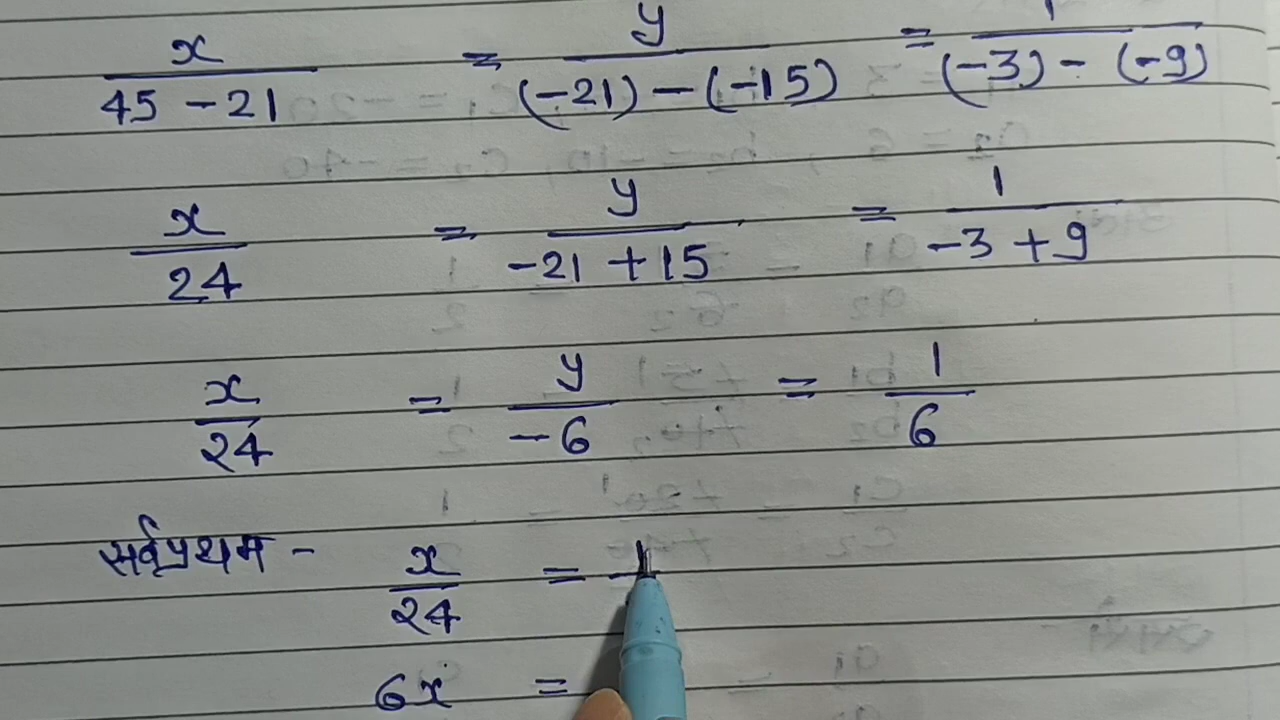 x/(45 - 21) = y/((-21) - (-15)) = 1/((-3) - (-9))
x/24 = y/(-21 + 15) = 1/(-3 + 9)
x/24 = y/-6 = 1/6
सर्वप्रथम - x/24 = 1
6x =